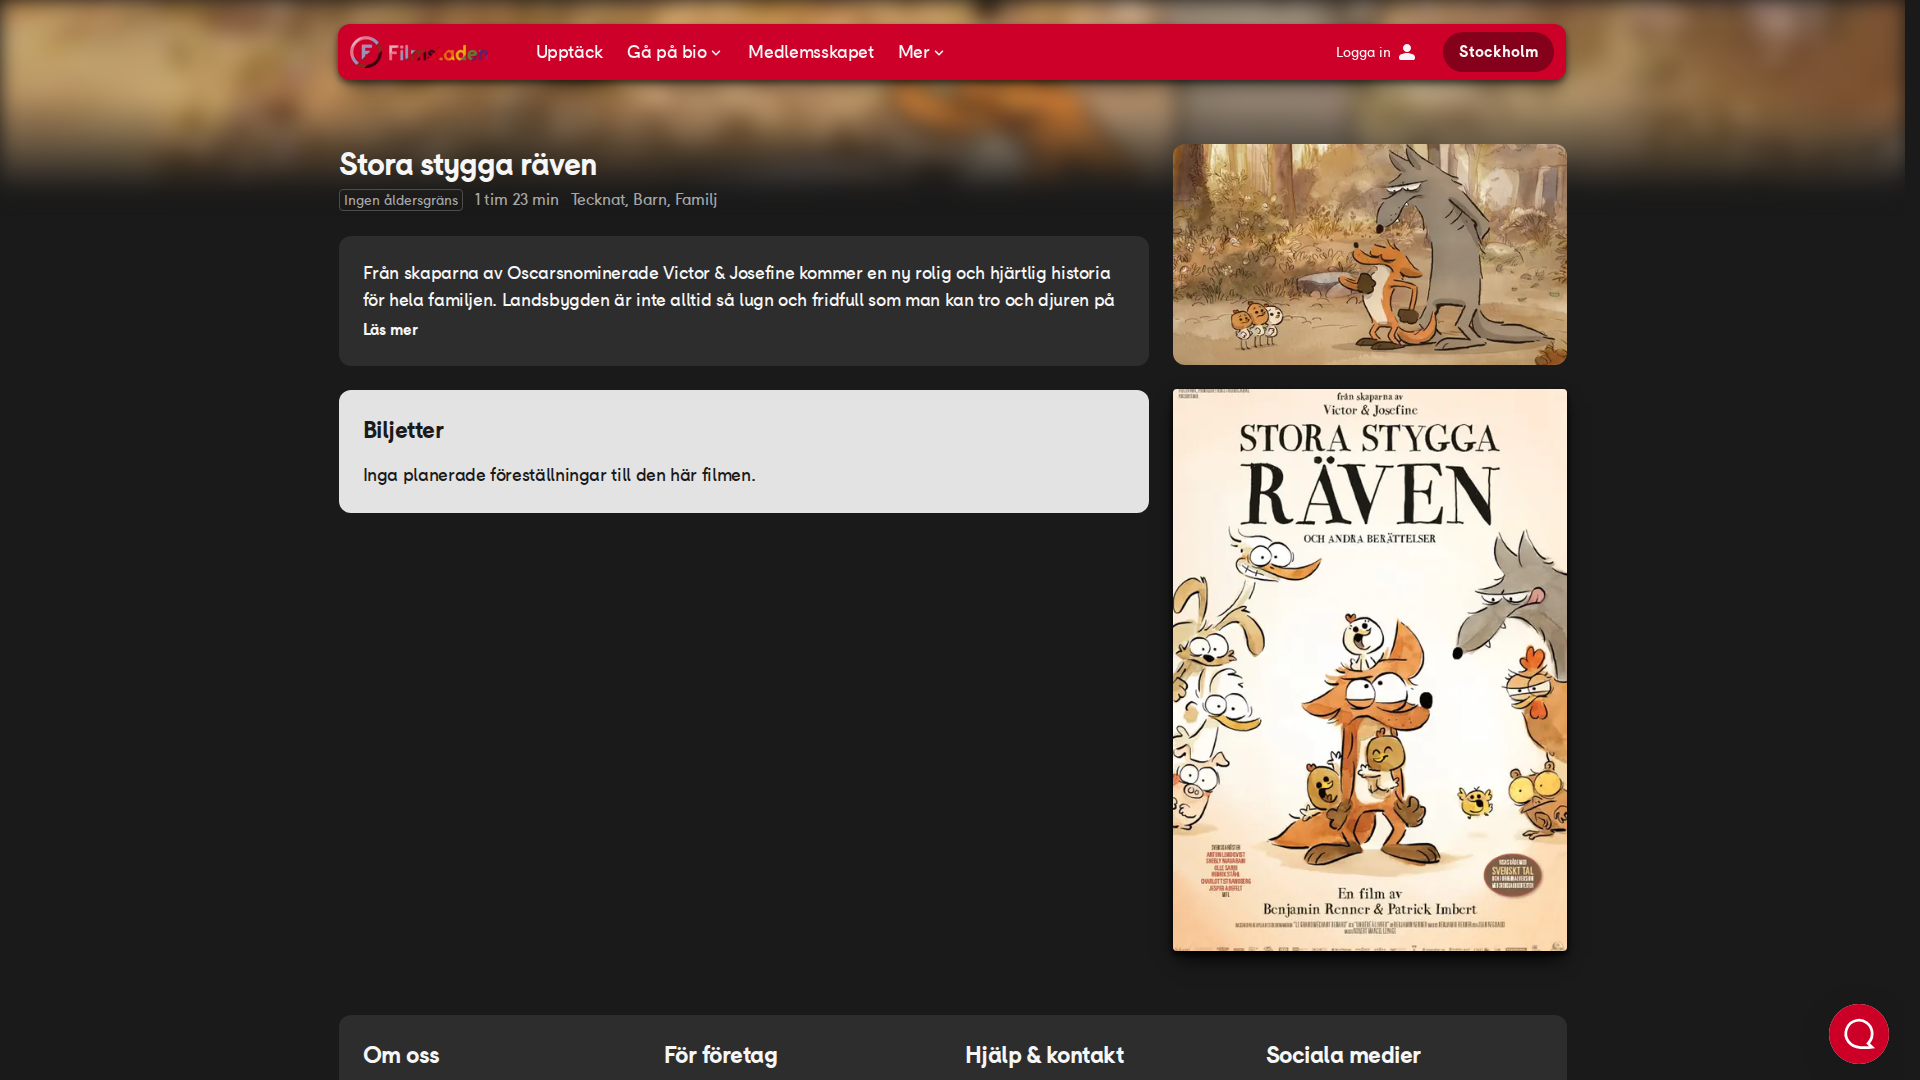 Filmstaden
Upptäck
Gå på bio
Medlemsskapet
Mer
Logga in
Stockholm
Stora stygga räven
Ingen åldersgräns
1 tim 23 min
Tecknat, Barn, Familj
Från skaparna av Oscarsnominerade Victor & Josefine kommer en ny rolig och hjärtlig historia
för hela familjen. Landsbygden är inte alltid så lugn och fridfull som man kan tro och djuren på
Läs mer
Biljetter
Inga planerade föreställningar till den här filmen.
från skaparna av
Victor & Josefine
STORA STYGGA
RÄVEN
OCH ANDRA BERÄTTELSER
SVENSKT TAL
En film av
Benjamin Renner & Patrick Imbert
Om oss
För företag
Hjälp & kontakt
Sociala medier